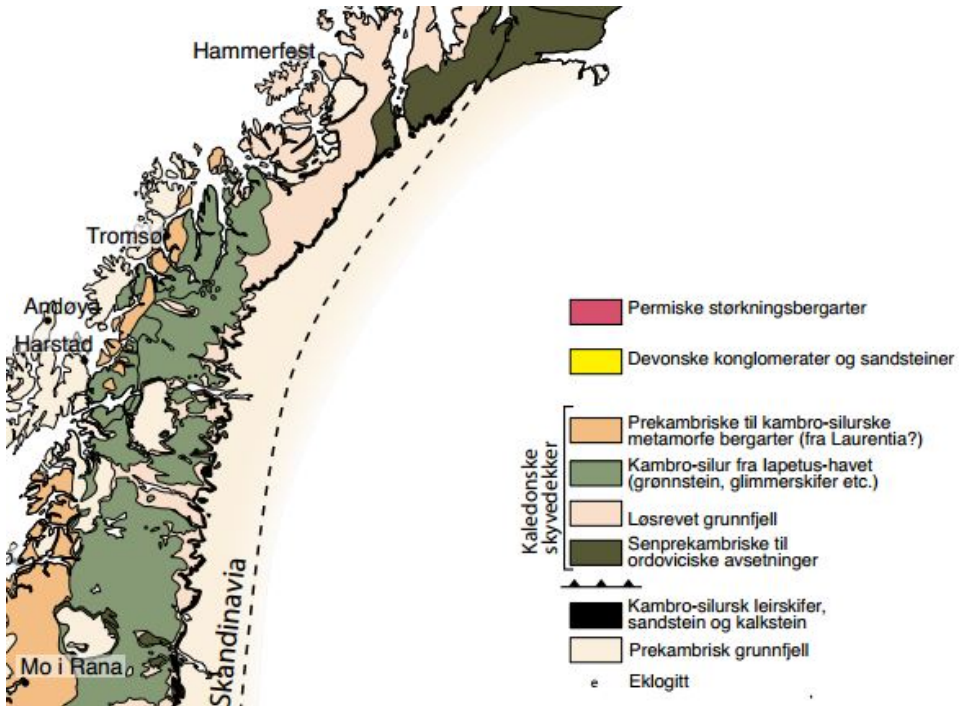 Hammerfest
Tromsø
Andøya
Harstad
Mo i Rana
Skandinavia
Permiske størkningsbergarter
Devonske konglomerater og sandsteiner
Kaledonske
skyvedekker
Prekambriske til kambro-silurske
metamorfe bergarter (fra Laurentia?)
Kambro-silur fra Iapetus-havet
(grønnstein, glimmerskifer etc.)
Løsrevet grunnfjell
Senprekambriske til
ordoviciske avsetninger
Kambro-silursk leirskifer,
sandstein og kalkstein
Prekambrisk grunnfjell
e Eklogitt